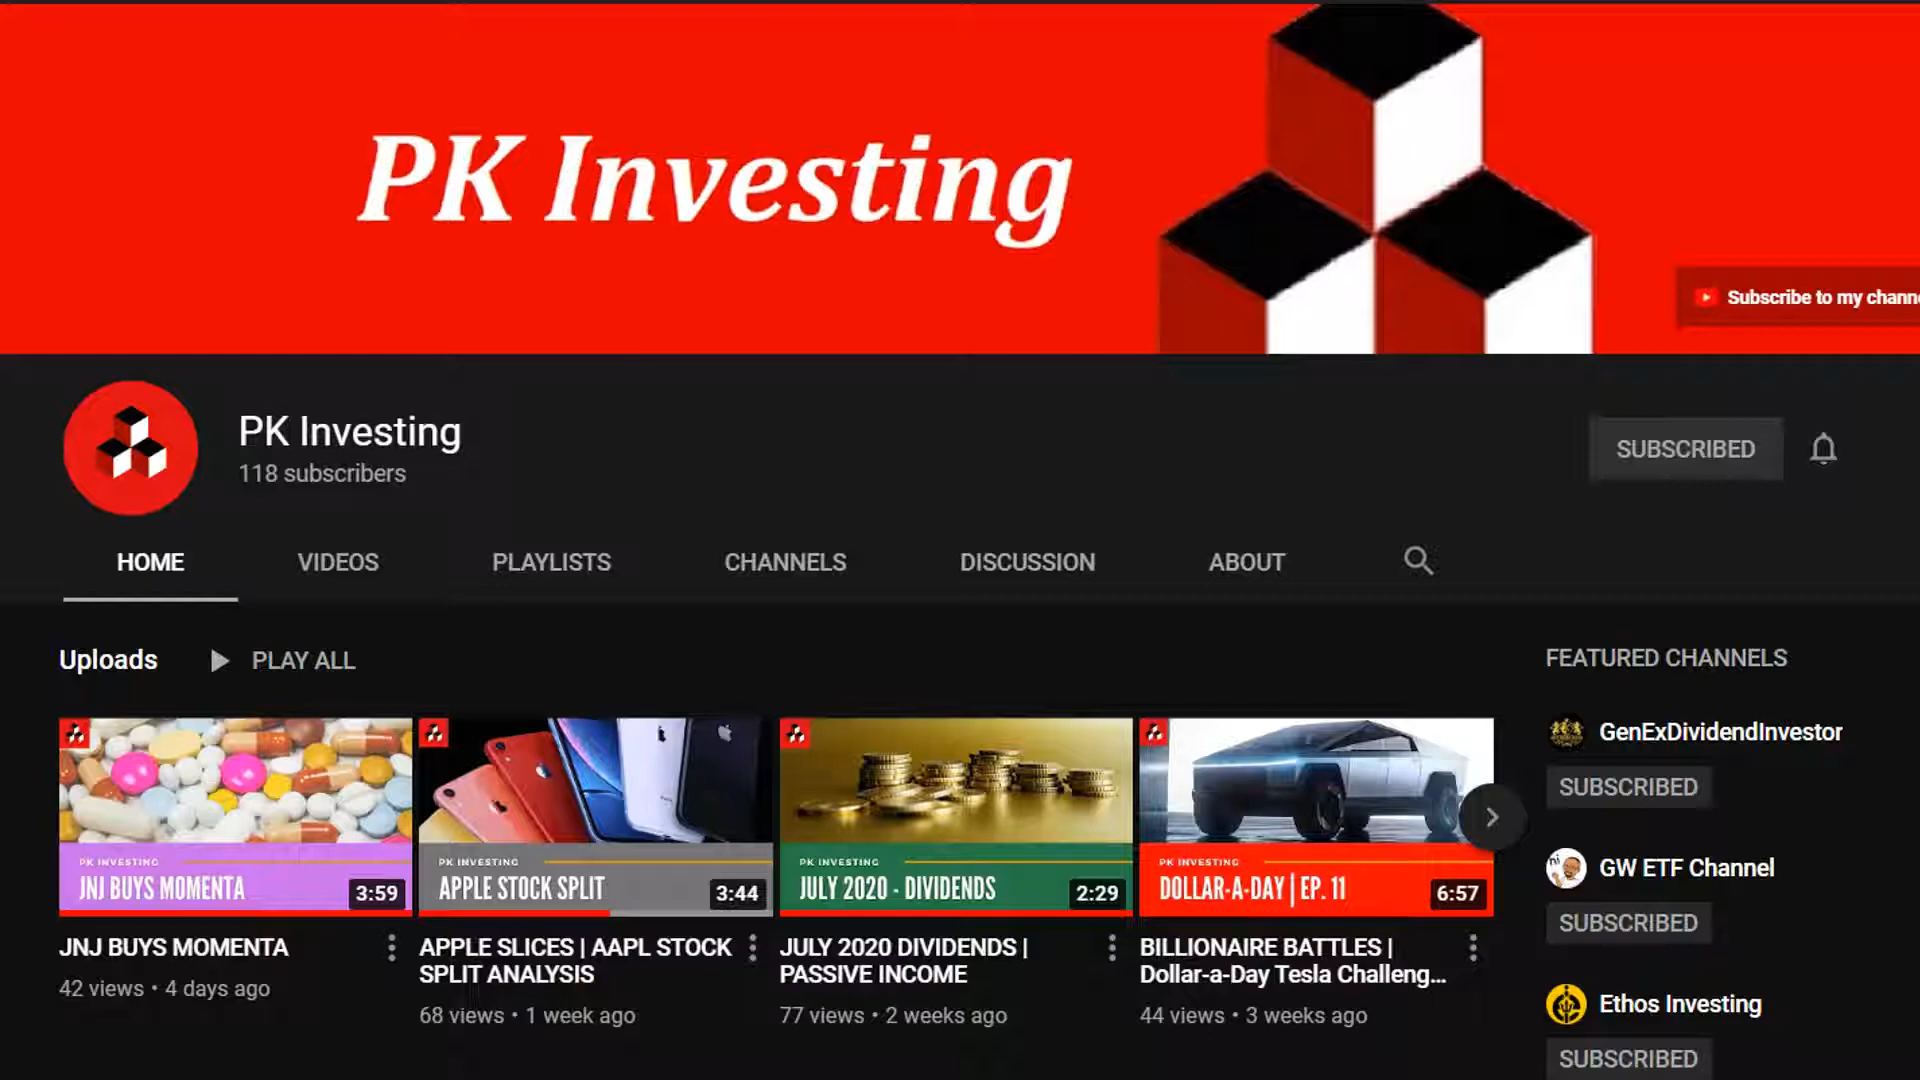 PK Investing
Subscribe to my channe
PK Investing
118 subscribers
SUBSCRIBED
HOME
VIDEOS
PLAYLISTS
CHANNELS
DISCUSSION
ABOUT
Uploads
PLAY ALL
PK INVESTING
JNJ BUYS MOMENTA
3:59
JNJ BUYS MOMENTA
42 views • 4 days ago
PK INVESTING
APPLE STOCK SPLIT
3:44
APPLE SLICES | AAPL STOCK
SPLIT ANALYSIS
68 views • 1 week ago
PK INVESTING
JULY 2020 - DIVIDENDS
2:29
JULY 2020 DIVIDENDS |
PASSIVE INCOME
77 views • 2 weeks ago
PK INVESTING
DOLLAR-A-DAY | EP. 11
6:57
BILLIONAIRE BATTLES |
Dollar-a-Day Tesla Challeng...
44 views • 3 weeks ago
FEATURED CHANNELS
GenExDividendInvestor
SUBSCRIBED
hi
GW ETF Channel
SUBSCRIBED
Ethos Investing
SUBSCRIBED